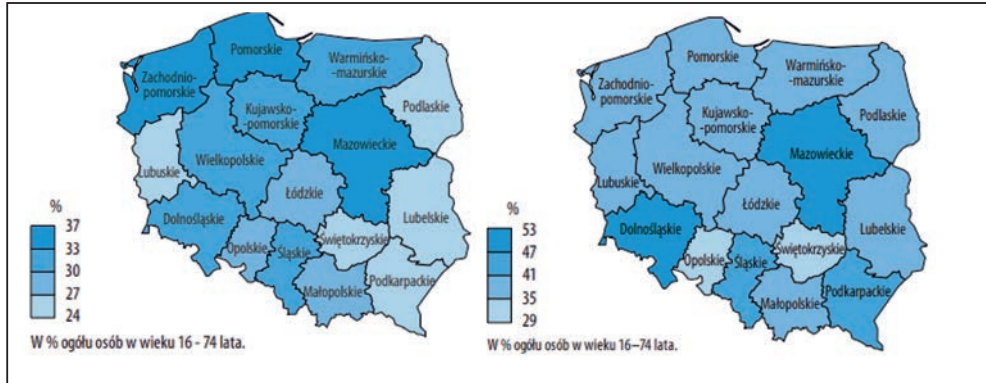 Pomorskie
Zachodnio-
pomorskie
Warmińsko-
-mazurskie
Kujawsko-
-pomorskie
Podlaskie
Mazowieckie
Wielkopolskie
Lubuskie
Łódzkie
Lubelskie
Dolnośląskie
Opolskie
Śląskie
Świętokrzyskie
Małopolskie
Podkarpackie
%
37
33
30
27
24
W % ogółu osób w wieku 16 - 74 lata.
Pomorskie
Zachodnio-
pomorskie
Warmińsko-
-mazurskie
Kujawsko-
-pomorskie
Podlaskie
Mazowieckie
Wielkopolskie
Lubuskie
Łódzkie
Lubelskie
Dolnośląskie
Opolskie
Śląskie
Świętokrzyskie
Małopolskie
Podkarpackie
%
53
47
41
35
29
W % ogółu osób w wieku 16–74 lata.